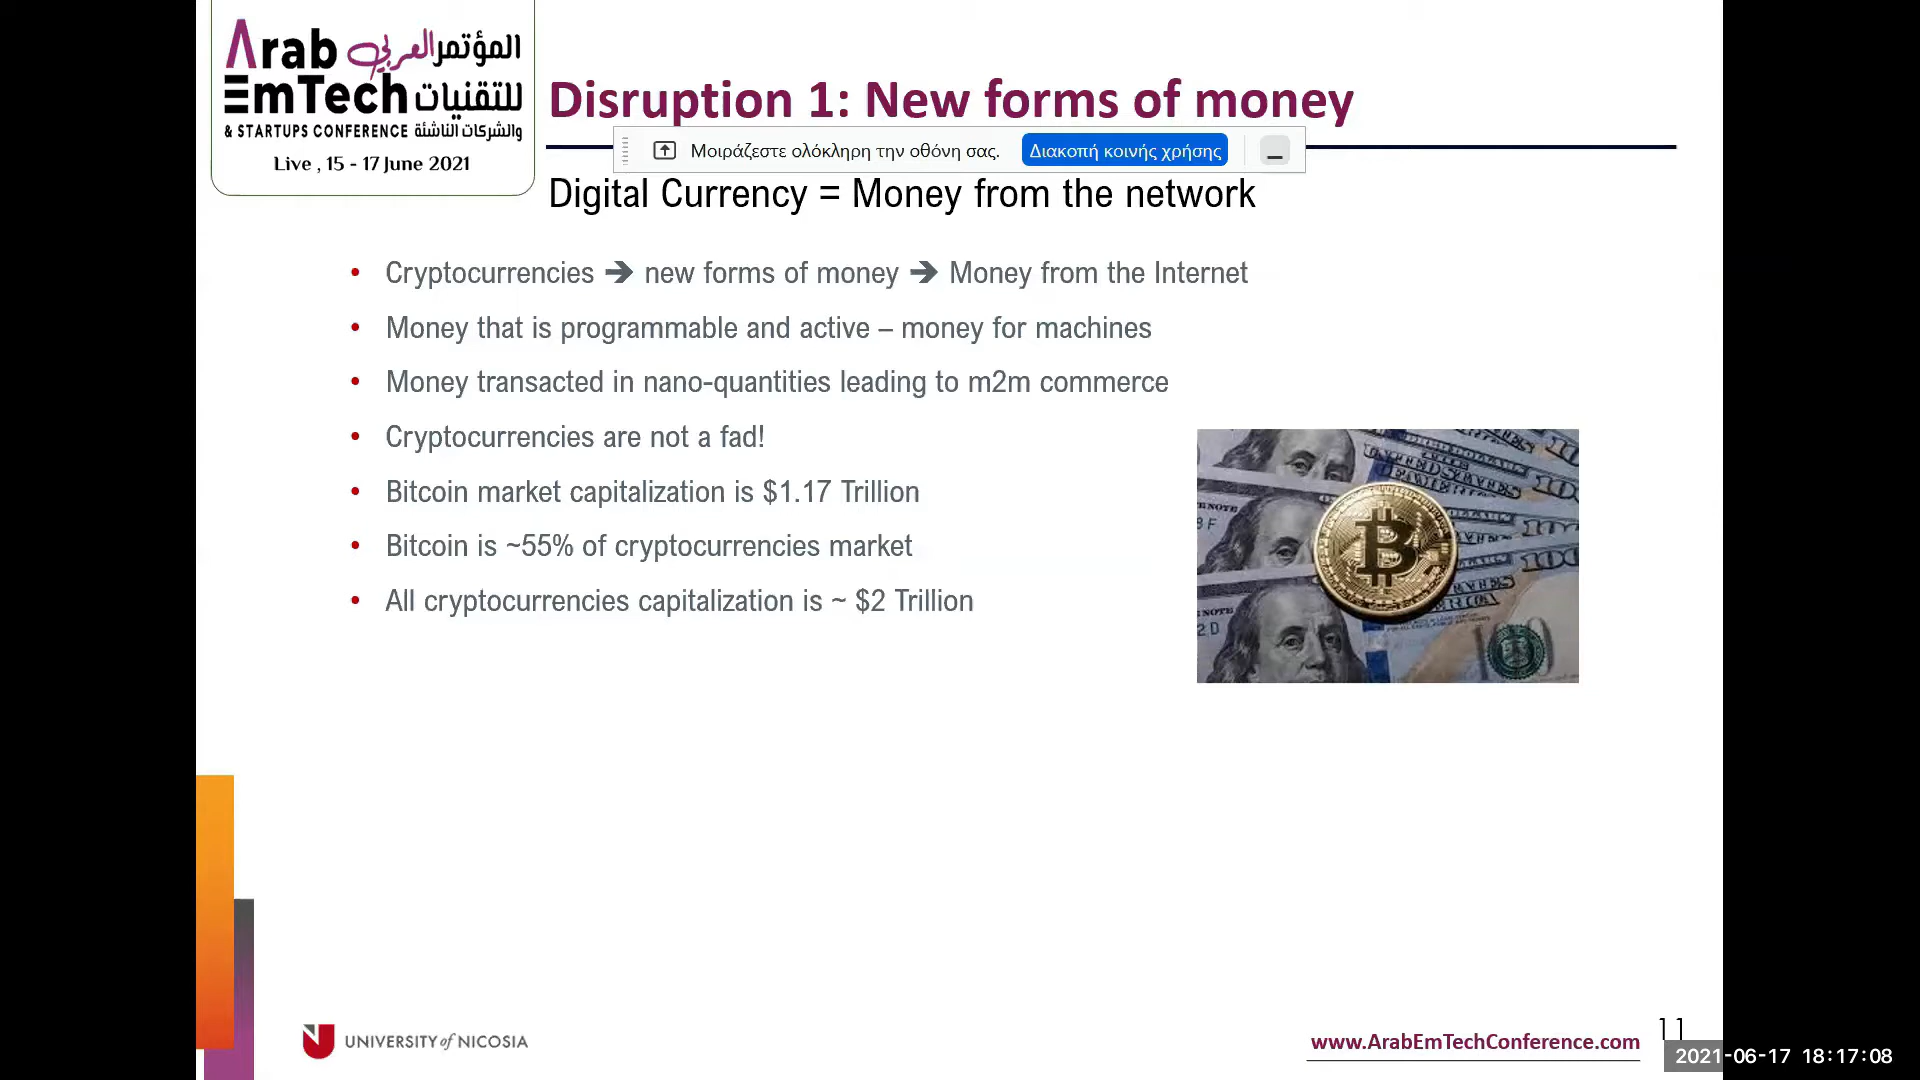 Arab المؤتمر العربي
EmTech للتقنيات
& STARTUPS CONFERENCE والشركات الناشئة
Live , 15 - 17 June 2021
Disruption 1: New forms of money
Μοιράζεστε ολόκληρη την οθόνη σας.
Διακοπή κοινής χρήσης
Digital Currency = Money from the network
• Cryptocurrencies ➔ new forms of money ➔ Money from the Internet
• Money that is programmable and active – money for machines
• Money transacted in nano-quantities leading to m2m commerce
• Cryptocurrencies are not a fad!
• Bitcoin market capitalization is $1.17 Trillion
• Bitcoin is ~55% of cryptocurrencies market
• All cryptocurrencies capitalization is ~ $2 Trillion
UNIVERSITY of NICOSIA
www.ArabEmTechConference.com
11
2021-06-17 18:17:08